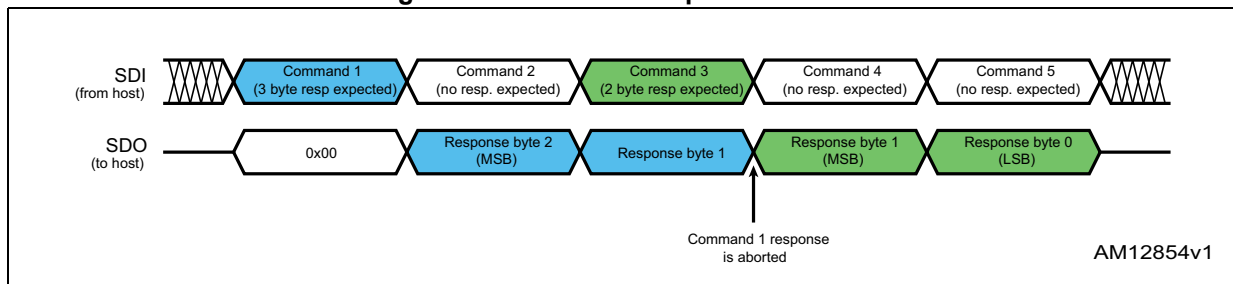 SDI
(from host)
Command 1
(3 byte resp expected)
Command 2
(no resp. expected)
Command 3
(2 byte resp expected)
Command 4
(no resp. expected)
Command 5
(no resp. expected)
SDO
(to host)
0x00
Response byte 2
(MSB)
Response byte 1
Response byte 1
(MSB)
Response byte 0
(LSB)
Command 1 response
is aborted
AM12854v1